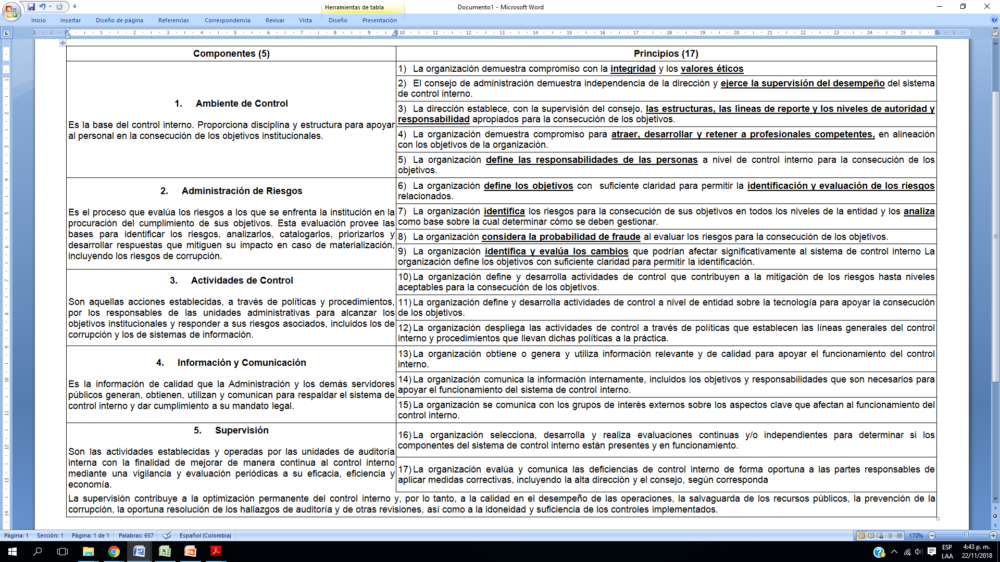 Herramientas de tabla
Documento1 - Microsoft Word
Inicio Insertar Diseño de página Referencias Correspondencia Revisar Vista Diseño Presentación
1 1 2 3 4 5 6 7 8 9 10 11 12 13 14 15 16 17 18 19 20 21 22 23 24 25
Componentes (5)
Principios (17)
1. Ambiente de Control
Es la base del control interno. Proporciona disciplina y estructura para apoyar
al personal en la consecución de los objetivos institucionales.
1) La organización demuestra compromiso con la integridad y los valores éticos
2) El consejo de administración demuestra independencia de la dirección y ejerce la supervisión del desempeño del sistema
de control interno.
3) La dirección establece, con la supervisión del consejo, las estructuras, las líneas de reporte y los niveles de autoridad y
responsabilidad apropiados para la consecución de los objetivos.
4) La organización demuestra compromiso para atraer, desarrollar y retener a profesionales competentes, en alineación
con los objetivos de la organización.
5) La organización define las responsabilidades de las personas a nivel de control interno para la consecución de los
objetivos.
2. Administración de Riesgos
Es el proceso que evalúa los riesgos a los que se enfrenta la institución en la
procuración del cumplimiento de sus objetivos. Esta evaluación provee las
bases para identificar los riesgos, analizarlos, catalogarlos, priorizarlos y
desarrollar respuestas que mitiguen su impacto en caso de materialización,
incluyendo los riesgos de corrupción.
6) La organización define los objetivos con suficiente claridad para permitir la identificación y evaluación de los riesgos
relacionados.
7) La organización identifica los riesgos para la consecución de sus objetivos en todos los niveles de la entidad y los analiza
como base sobre la cual determinar cómo se deben gestionar.
8) La organización considera la probabilidad de fraude al evaluar los riesgos para la consecución de los objetivos.
9) La organización identifica y evalúa los cambios que podrían afectar significativamente al sistema de control interno La
organización define los objetivos con suficiente claridad para permitir la identificación.
3. Actividades de Control
Son aquellas acciones establecidas, a través de políticas y procedimientos,
por los responsables de las unidades administrativas para alcanzar los
objetivos institucionales y responder a sus riesgos asociados, incluidos los de
corrupción y los de sistemas de información.
10) La organización define y desarrolla actividades de control que contribuyen a la mitigación de los riesgos hasta niveles
aceptables para la consecución de los objetivos.
11) La organización define y desarrolla actividades de control a nivel de entidad sobre la tecnología para apoyar la consecución
de los objetivos.
12) La organización despliega las actividades de control a través de políticas que establecen las líneas generales del control
interno y procedimientos que llevan dichas políticas a la práctica.
4. Información y Comunicación
Es la información de calidad que la Administración y los demás servidores
públicos generan, obtienen, utilizan y comunican para respaldar el sistema de
control interno y dar cumplimiento a su mandato legal.
13) La organización obtiene o genera y utiliza información relevante y de calidad para apoyar el funcionamiento del control
interno.
14) La organización comunica la información internamente, incluidos los objetivos y responsabilidades que son necesarios para
apoyar el funcionamiento del sistema de control interno.
15) La organización se comunica con los grupos de interés externos sobre los aspectos clave que afectan al funcionamiento del
control interno.
5. Supervisión
Son las actividades establecidas y operadas por las unidades de auditoría
interna con la finalidad de mejorar de manera continua al control interno
mediante una vigilancia y evaluación periódicas a su eficacia, eficiencia y
economía.
16) La organización selecciona, desarrolla y realiza evaluaciones continuas y/o independientes para determinar si los
componentes del sistema de control interno están presentes y en funcionamiento.
17) La organización evalúa y comunica las deficiencias de control interno de forma oportuna a las partes responsables de
aplicar medidas correctivas, incluyendo la alta dirección y el consejo, según corresponda
La supervisión contribuye a la optimización permanente del control interno y, por lo tanto, a la calidad en el desempeño de las operaciones, la salvaguarda de los recursos públicos, la prevención de la
corrupción, la oportuna resolución de los hallazgos de auditoría y de otras revisiones, así como a la idoneidad y suficiencia de los controles implementados.
Página: 1 Sección: 1 Página: 1 de 1 Palabras: 657 Español (Colombia) 170%
ESP 4:43 p. m.
LAA 22/11/2018